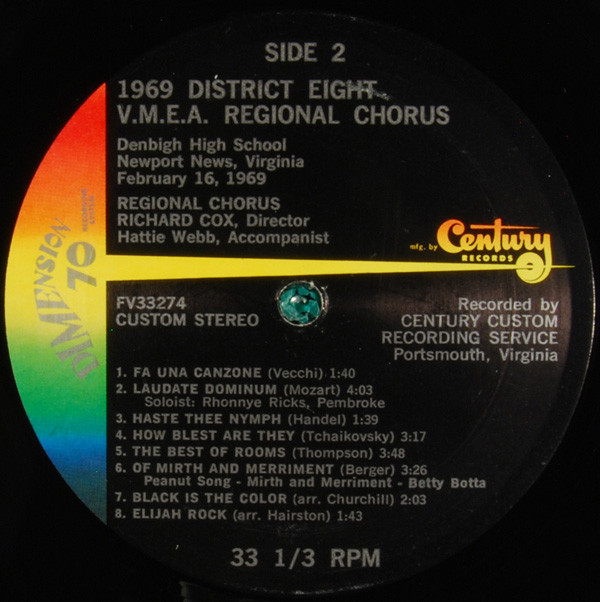 SIDE 2
1969 DISTRICT EIGHT
V.M.E.A. REGIONAL CHORUS
Denbigh High School
Newport News, Virginia
February 16, 1969
REGIONAL CHORUS
RICHARD COX, Director
Hattie Webb, Accompanist
mfg. by Century
RECORDS
DIMENSION
70
FV33274
CUSTOM STEREO
Recorded by
CENTURY CUSTOM
RECORDING SERVICE
Portsmouth, Virginia
1. FA UNA CANZONE (Vecchi) 1:40
2. LAUDATE DOMINUM (Mozart) 4:03
Soloist: Rhonnye Ricks, Pembroke
3. HASTE THEE NYMPH (Handel) 1:39
4. HOW BLEST ARE THEY (Tchaikovsky) 3:17
5. THE BEST OF ROOMS (Thompson) 3:48
6. OF MIRTH AND MERRIMENT (Berger) 3:26
Peanut Song - Mirth and Merriment - Betty Botta
7. BLACK IS THE COLOR (arr. Churchill) 2:03
8. ELIJAH ROCK (arr. Hairston) 1:43
33 1/3 RPM